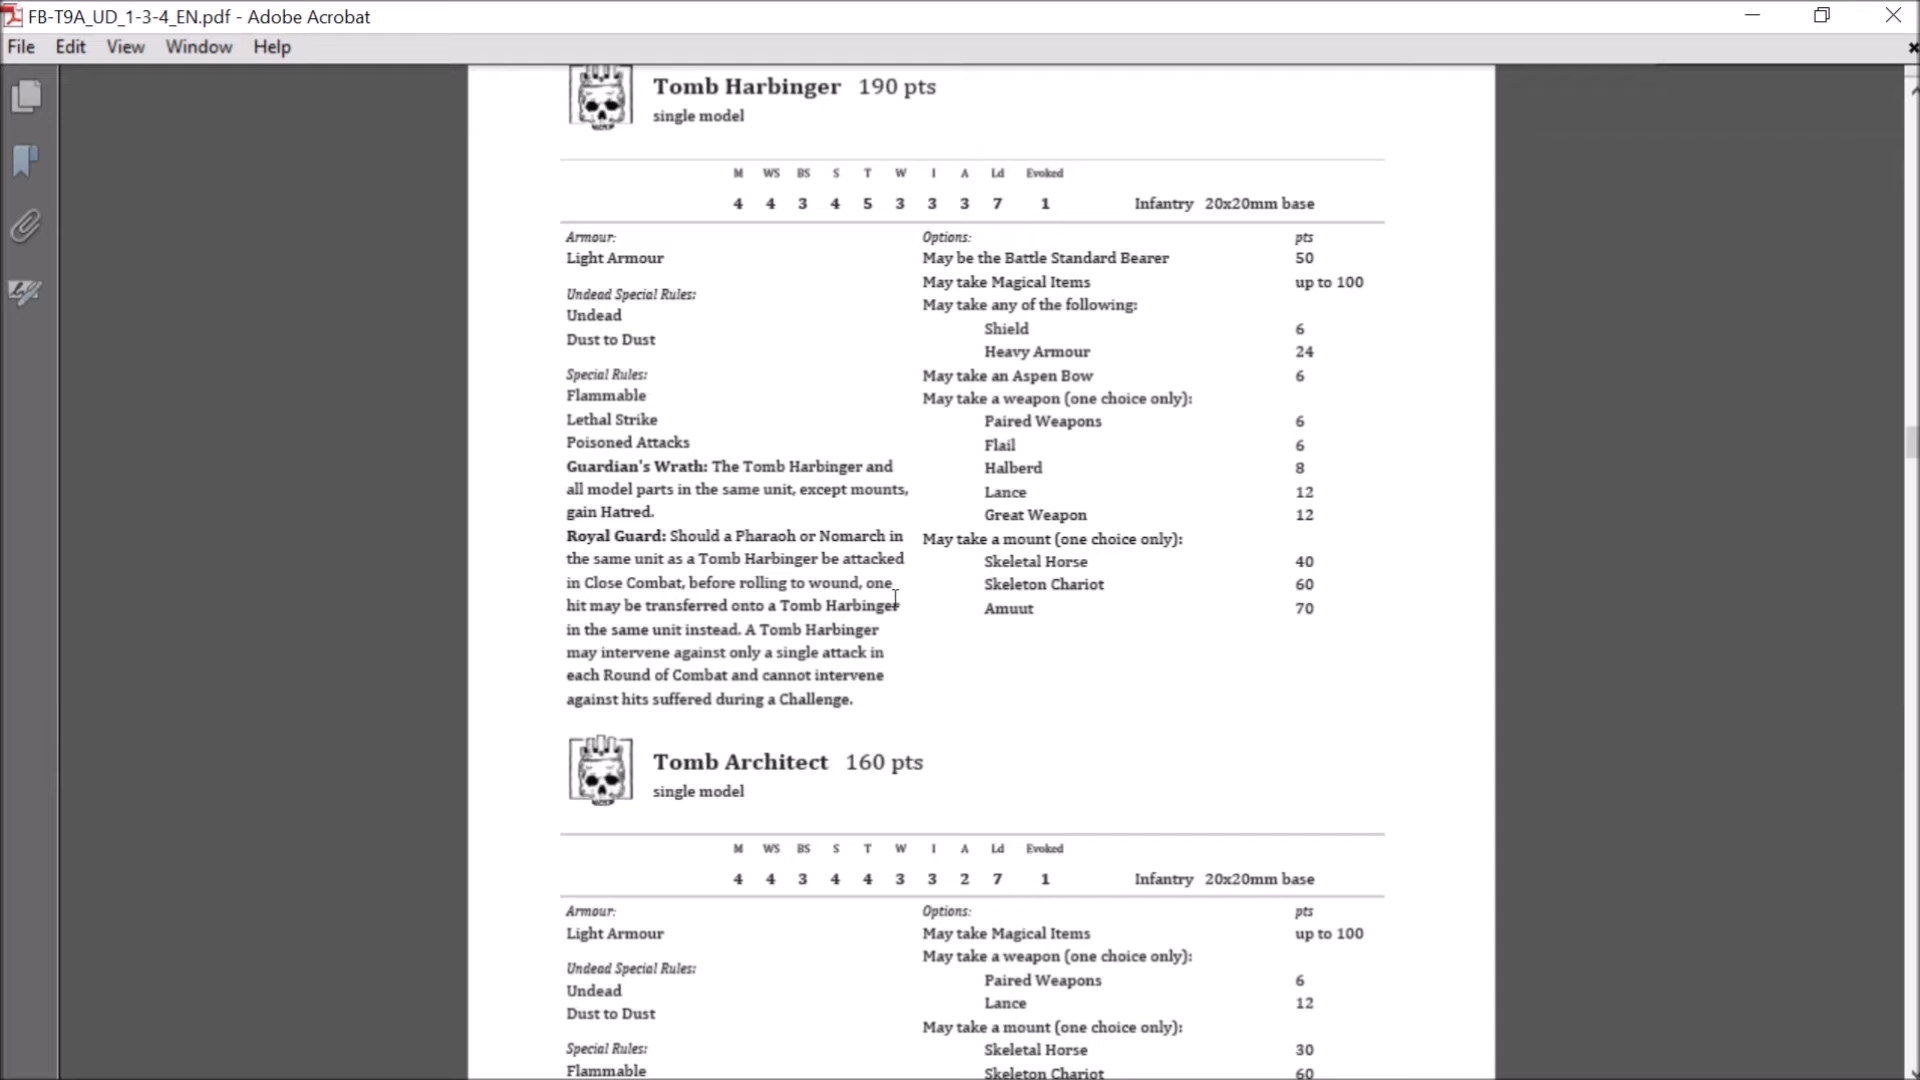 FB-T9A_UD_1-3-4_EN.pdf - Adobe Acrobat
File Edit View Window Help
Tomb Harbinger 190 pts
single model
M WS BS S T W I A Ld Evoked
4 4 3 4 5 3 3 3 7 1 Infantry 20x20mm base
Armour:
Light Armour
Undead Special Rules:
Undead
Dust to Dust
Special Rules:
Flammable
Lethal Strike
Poisoned Attacks
Guardian's Wrath: The Tomb Harbinger and
all model parts in the same unit, except mounts,
gain Hatred.
Royal Guard: Should a Pharaoh or Nomarch in
the same unit as a Tomb Harbinger be attacked
in Close Combat, before rolling to wound, one
hit may be transferred onto a Tomb Harbinger
in the same unit instead. A Tomb Harbinger
may intervene against only a single attack in
each Round of Combat and cannot intervene
against hits suffered during a Challenge.
Options: pts
May be the Battle Standard Bearer 50
May take Magical Items up to 100
May take any of the following:
Shield 6
Heavy Armour 24
May take an Aspen Bow 6
May take a weapon (one choice only):
Paired Weapons 6
Flail 6
Halberd 8
Lance 12
Great Weapon 12
May take a mount (one choice only):
Skeletal Horse 40
Skeleton Chariot 60
Amuut 70
Tomb Architect 160 pts
single model
M WS BS S T W I A Ld Evoked
4 4 3 4 4 3 3 2 7 1 Infantry 20x20mm base
Armour:
Light Armour
Undead Special Rules:
Undead
Dust to Dust
Special Rules:
Flammable
Options: pts
May take Magical Items up to 100
May take a weapon (one choice only):
Paired Weapons 6
Lance 12
May take a mount (one choice only):
Skeletal Horse 30
Skeleton Chariot 60